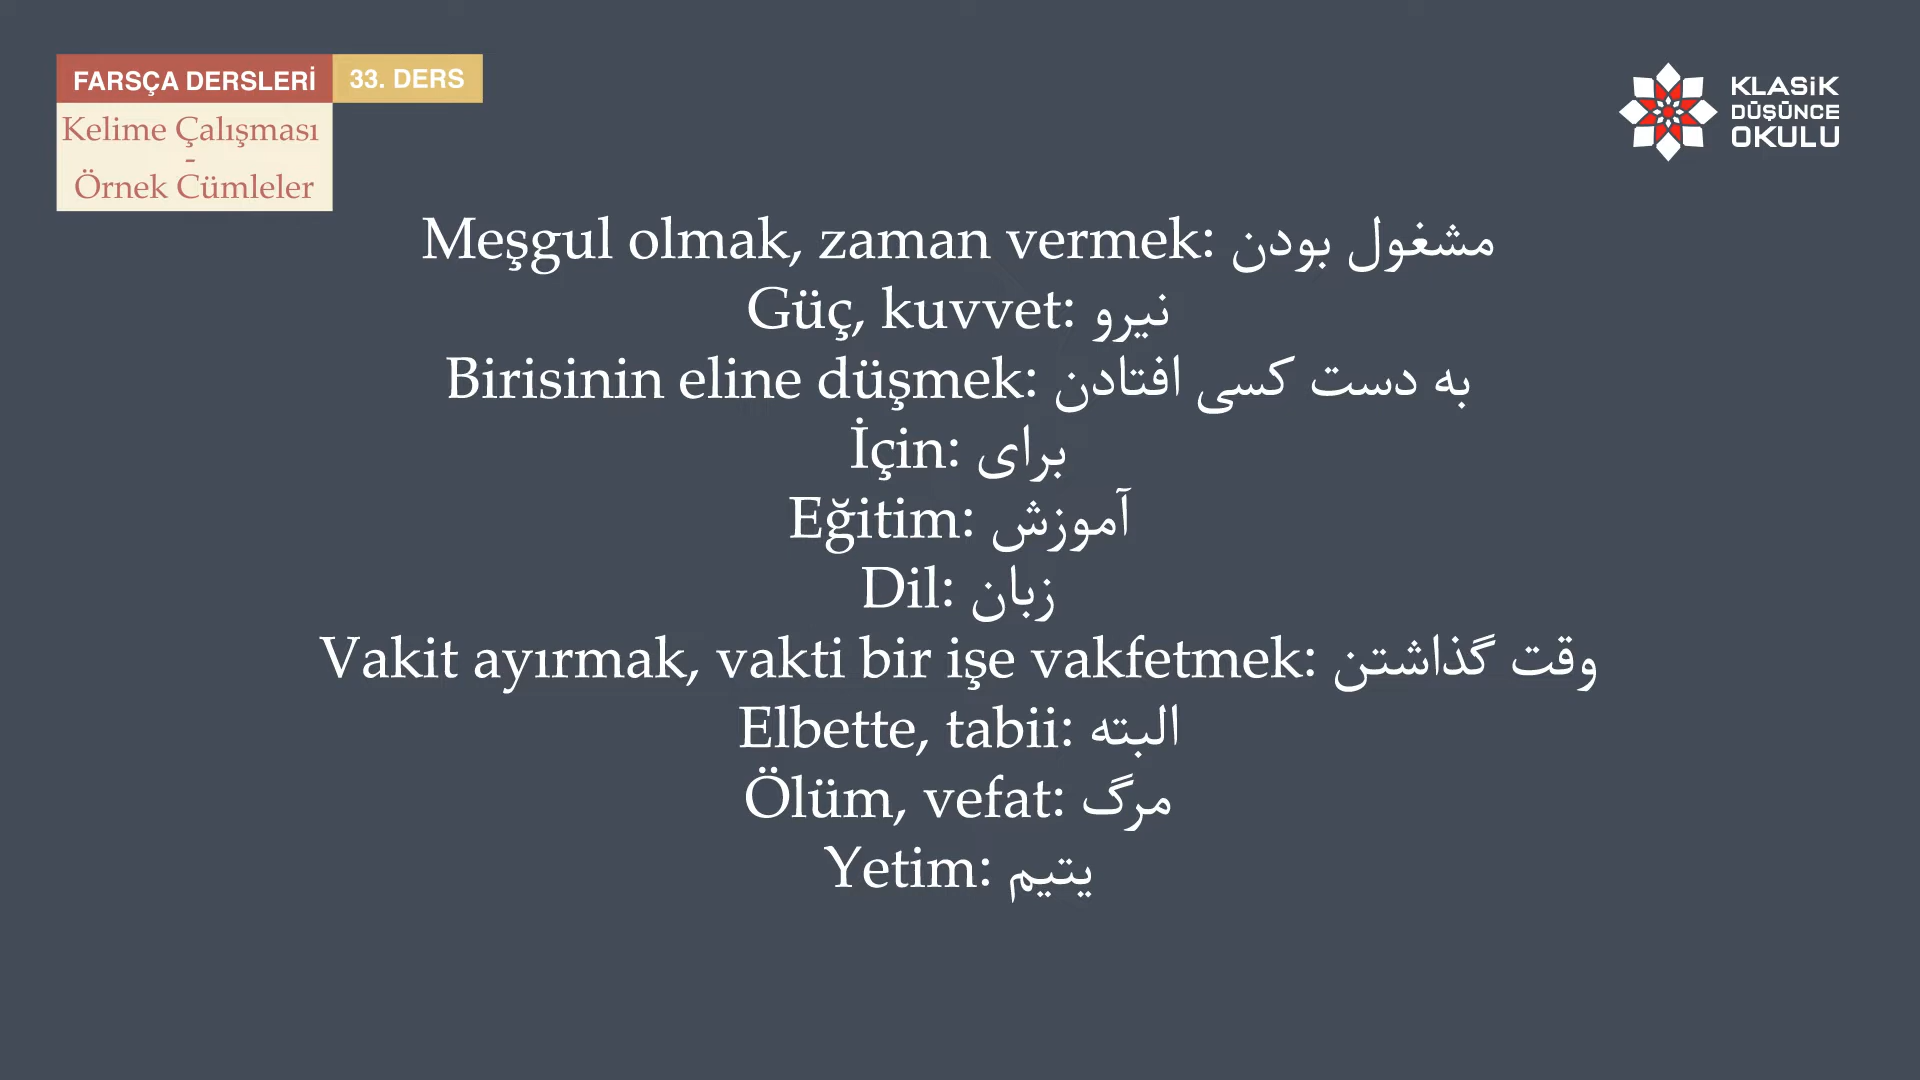 FARSÇA DERSLERİ 33. DERS
Kelime Çalışması
-
Örnek Cümleler
KLASİK
DÜŞÜNCE
OKULU
Meşgul olmak, zaman vermek: مشغول بودن
Güç, kuvvet: نیرو
Birisinin eline düşmek: به دست کسی افتادن
İçin: برای
Eğitim: آموزش
Dil: زبان
Vakit ayırmak, vakti bir işe vakfetmek: وقت گذاشتن
Elbette, tabii: البته
Ölüm, vefat: مرگ
Yetim: یتیم